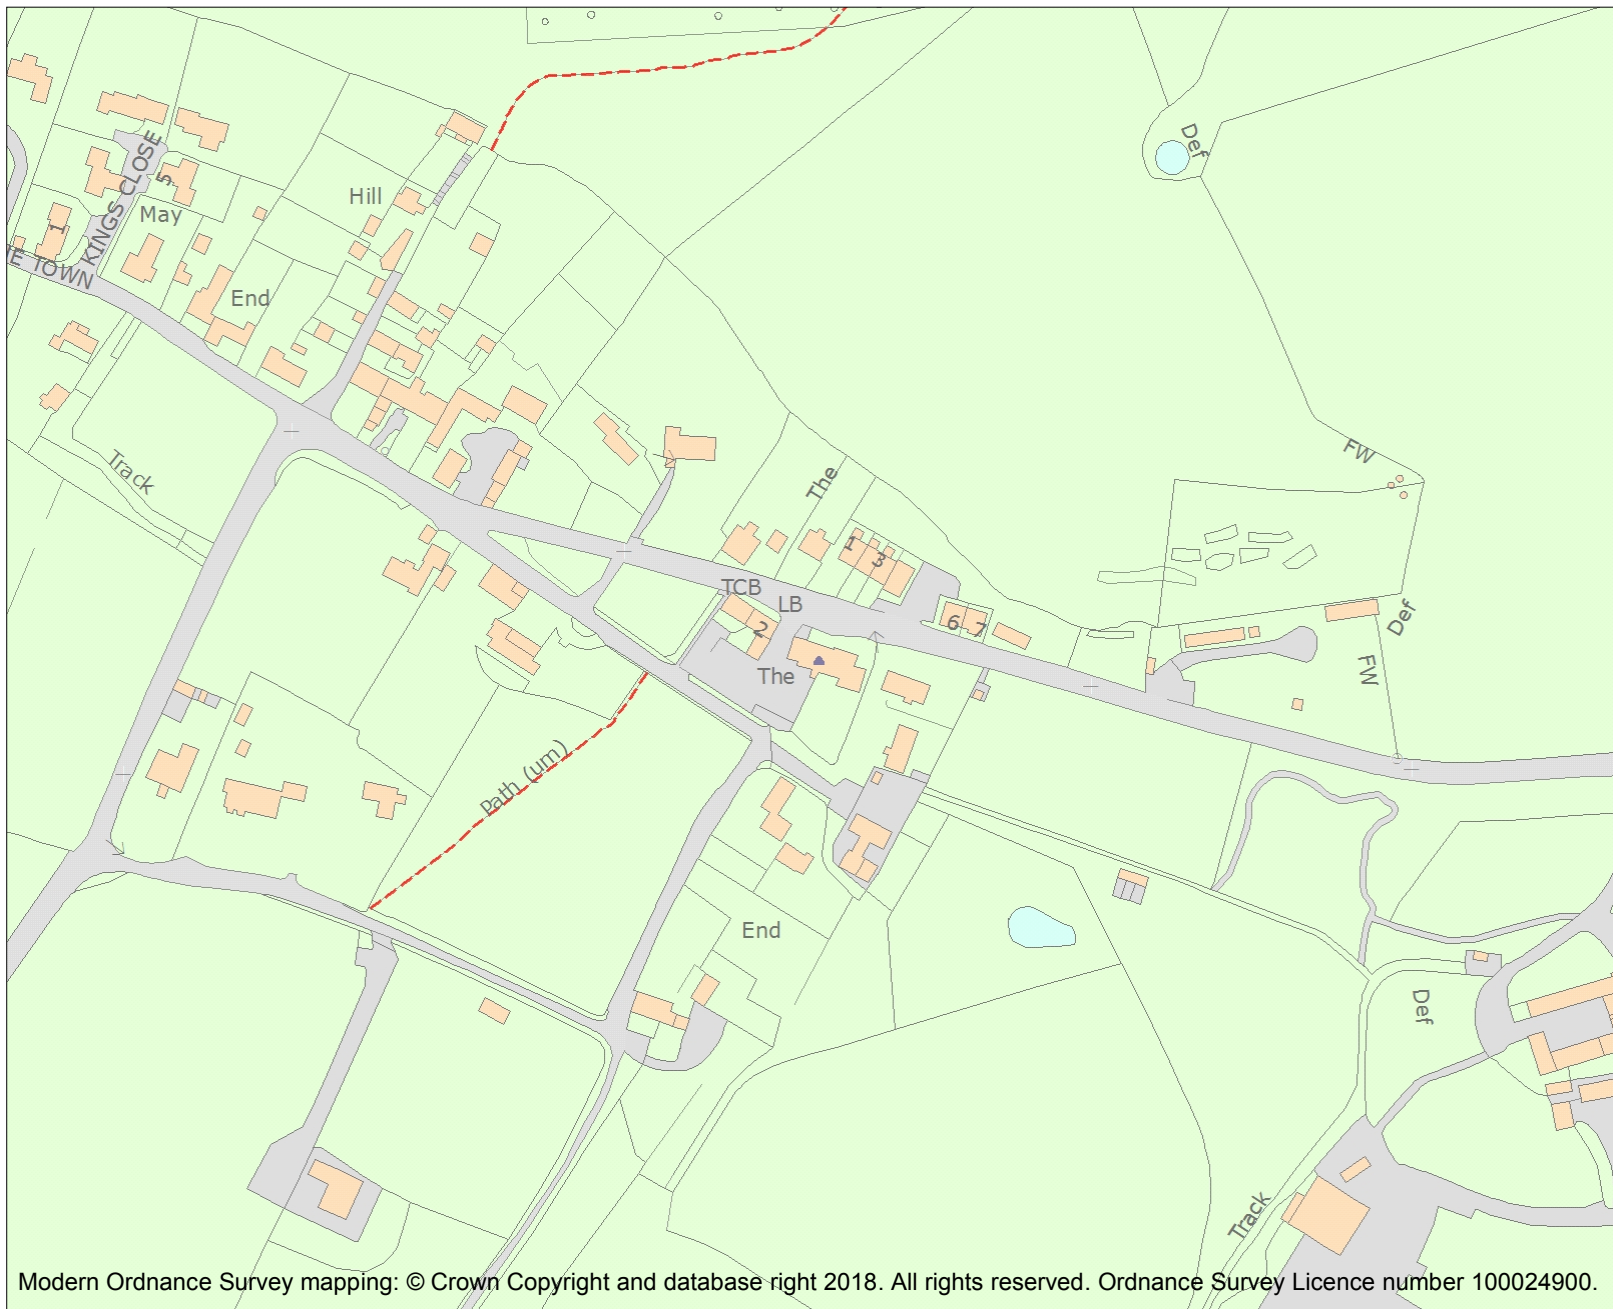 Def
KINGS CLOSE
5
Hill
May
1
THE TOWN
End
FW
Track
The
1
3
TCB
LB
2
6
7
Def
FW
The
Path (um)
End
Def
Track
Modern Ordnance Survey mapping: © Crown Copyright and database right 2018. All rights reserved. Ordnance Survey Licence number 100024900.